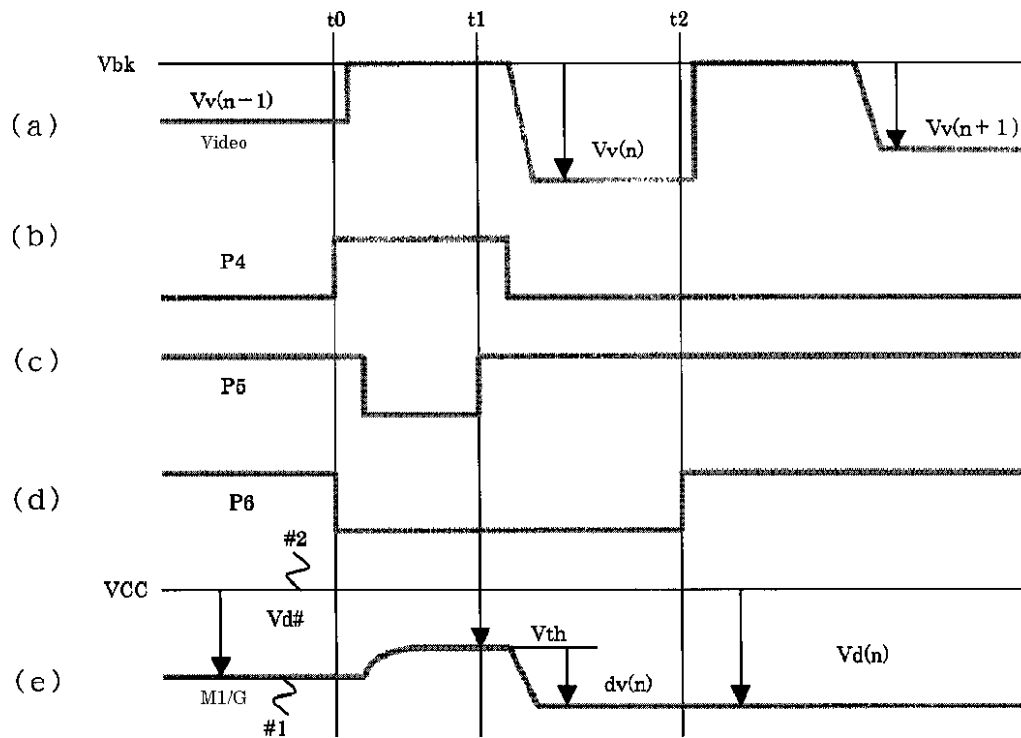 t0 t1 t2
Vbk
Vv(n-1)
(a)
Video
Vv(n)
Vv(n+1)
(b)
P4
(c)
P5
(d)
P6
#2
VCC
Vd#
Vth
Vd(n)
(e)
M1/G
dv(n)
#1